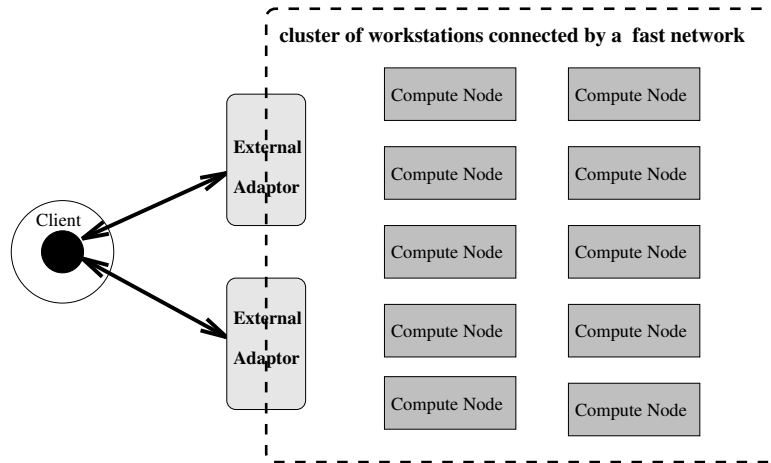 cluster of workstations connected by a fast network
Compute Node
Compute Node
External
Adaptor
Compute Node
Compute Node
Client
Compute Node
Compute Node
External
Adaptor
Compute Node
Compute Node
Compute Node
Compute Node